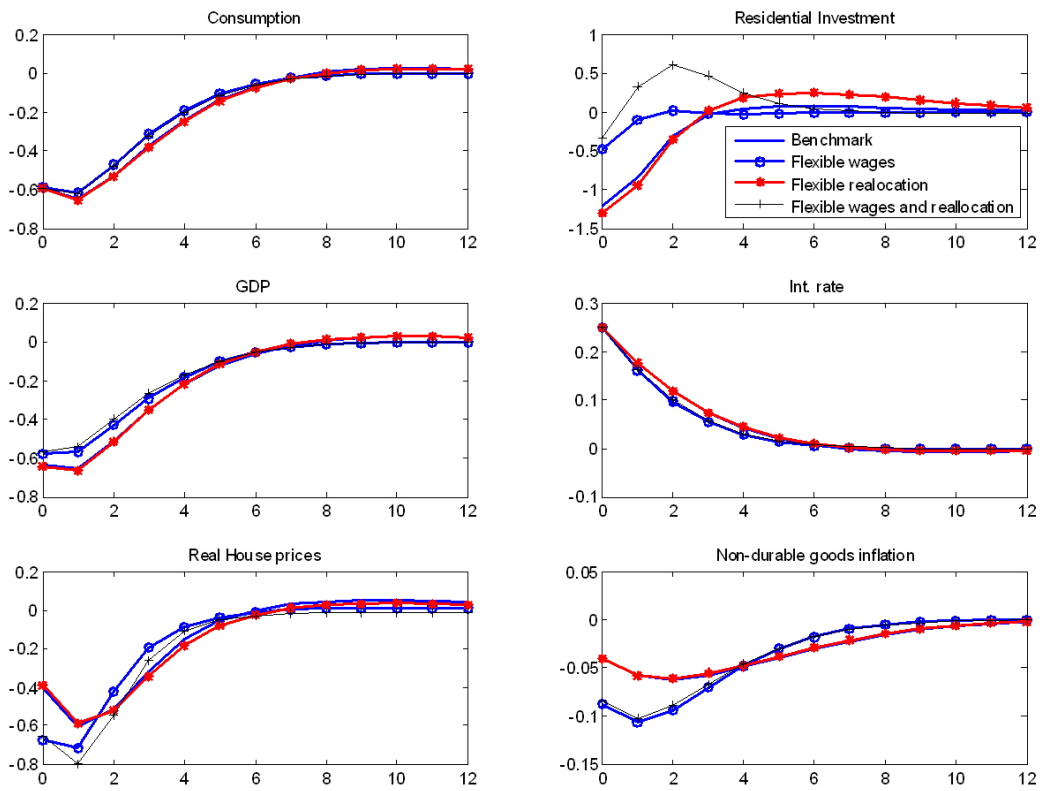 Consumption
0.2
0
-0.2
-0.4
-0.6
-0.8
0 2 4 6 8 10 12
Residential Investment
1
0.5
0
-0.5
-1
-1.5
0 2 4 6 8 10 12
Benchmark
Flexible wages
Flexible realocation
Flexible wages and reallocation
GDP
0.2
0
-0.2
-0.4
-0.6
-0.8
0 2 4 6 8 10 12
Int. rate
0.3
0.2
0.1
0
-0.1
0 2 4 6 8 10 12
Real House prices
0.2
0
-0.2
-0.4
-0.6
-0.8
0 2 4 6 8 10 12
Non-durable goods inflation
0.05
0
-0.05
-0.1
-0.15
0 2 4 6 8 10 12